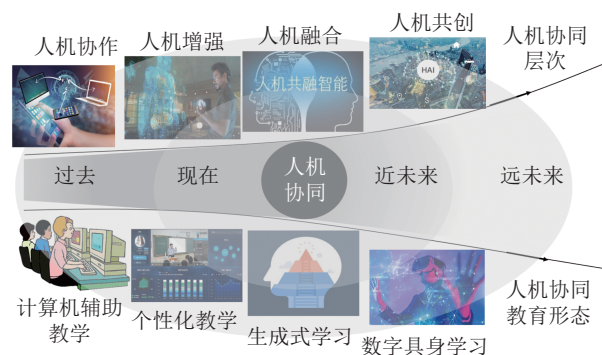 人机协作
人机增强
人机融合
人机共创
人机协同
层次
人机共融智能
HAI
过去
现在
人机
协同
近未来
远未来
计算机辅助
教学
个性化教学
生成式学习
数字具身学习
人机协同
教育形态